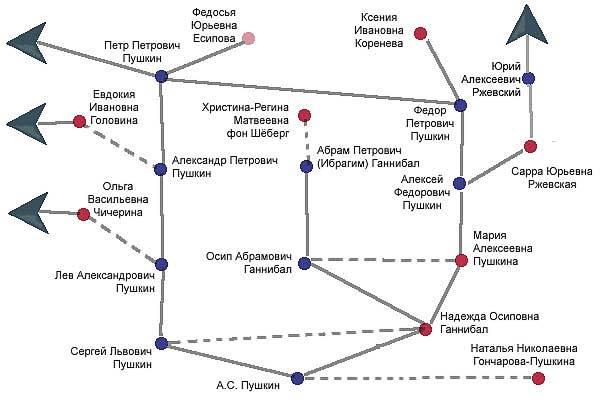 Федосья
Юрьевна
Есипова
Ксения
Ивановна
Коренева
Петр Петрович
Пушкин
Юрий
Алексеевич
Ржевский
Евдокия
Ивановна
Головина
Христина-Регина
Матвеевна
фон Шёберг
Федор
Петрович
Пушкин
Александр Петрович
Пушкин
Абрам Петрович
(Ибрагим) Ганнибал
Алексей
Федорович
Пушкин
Сарра Юрьевна
Ржевская
Ольга
Васильевна
Чичерина
Лев Александрович
Пушкин
Осип Абрамович
Ганнибал
Мария
Алексеевна
Пушкина
Надежда Осиповна
Ганнибал
Сергей Львович
Пушкин
Наталья Николаевна
Гончарова-Пушкина
А.С. Пушкин